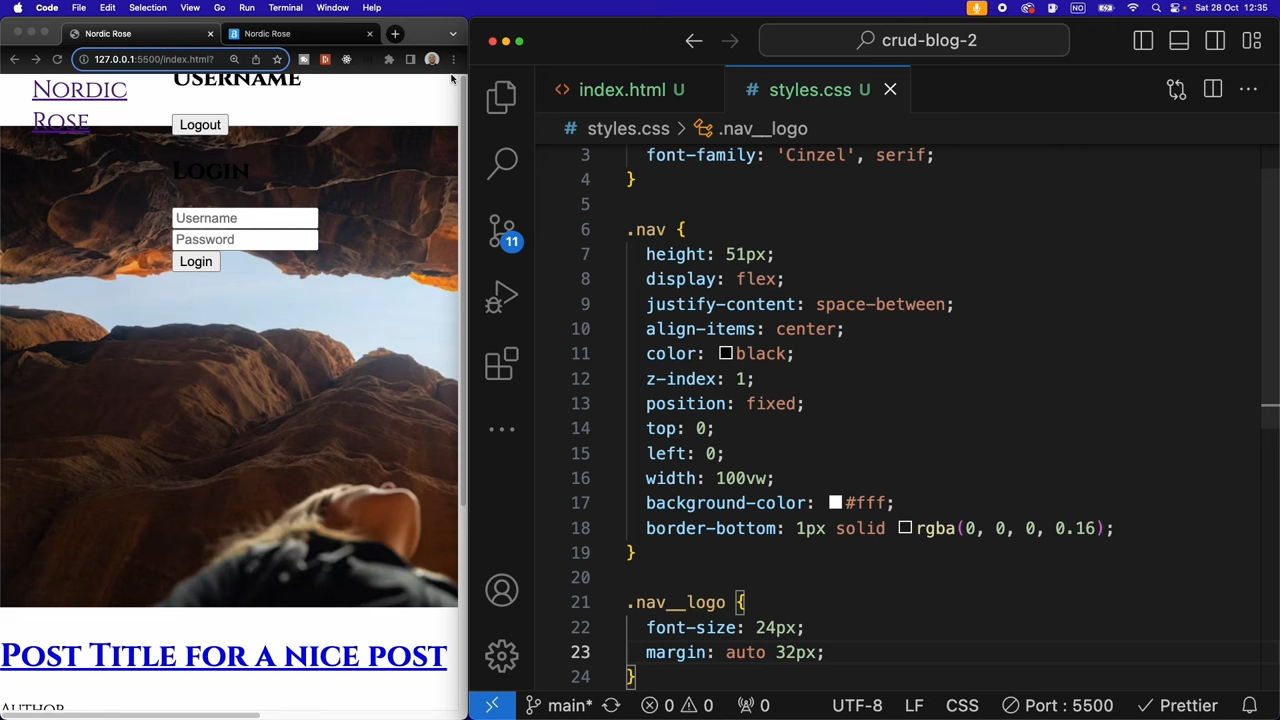 Code File Edit Selection View Go Run Terminal Window Help
NO Sat 28 Oct 12:35
Nordic Rose
Nordic Rose
127.0.0.1:5500/index.html?
Nordic
Rose
Username
Logout
Login
Username
Password
Login
Post Title for a nice post
Author
crud-blog-2
index.html U
# styles.css U
# styles.css > .nav__logo
11
3 font-family: 'Cinzel', serif;
4 }
5
6 .nav {
7 height: 51px;
8 display: flex;
9 justify-content: space-between;
10 align-items: center;
11 color: black;
12 z-index: 1;
13 position: fixed;
14 top: 0;
15 left: 0;
16 width: 100vw;
17 background-color: #fff;
18 border-bottom: 1px solid rgba(0, 0, 0, 0.16);
19 }
20
21 .nav__logo {
22 font-size: 24px;
23 margin: auto 32px;
24 }
main* 0 0 0 UTF-8 LF CSS Port : 5500 Prettier